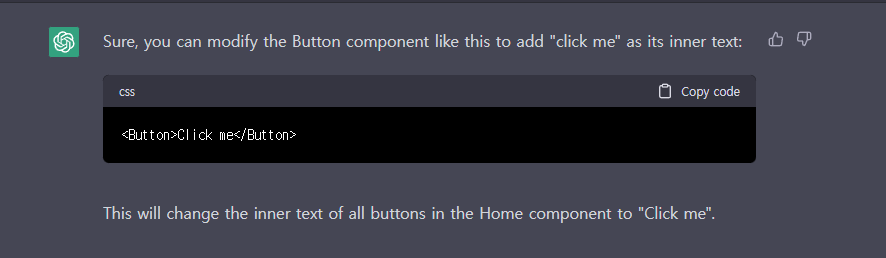 Sure, you can modify the Button component like this to add "click me" as its inner text:
css
Copy code
<Button>Click me</Button>
This will change the inner text of all buttons in the Home component to "Click me".